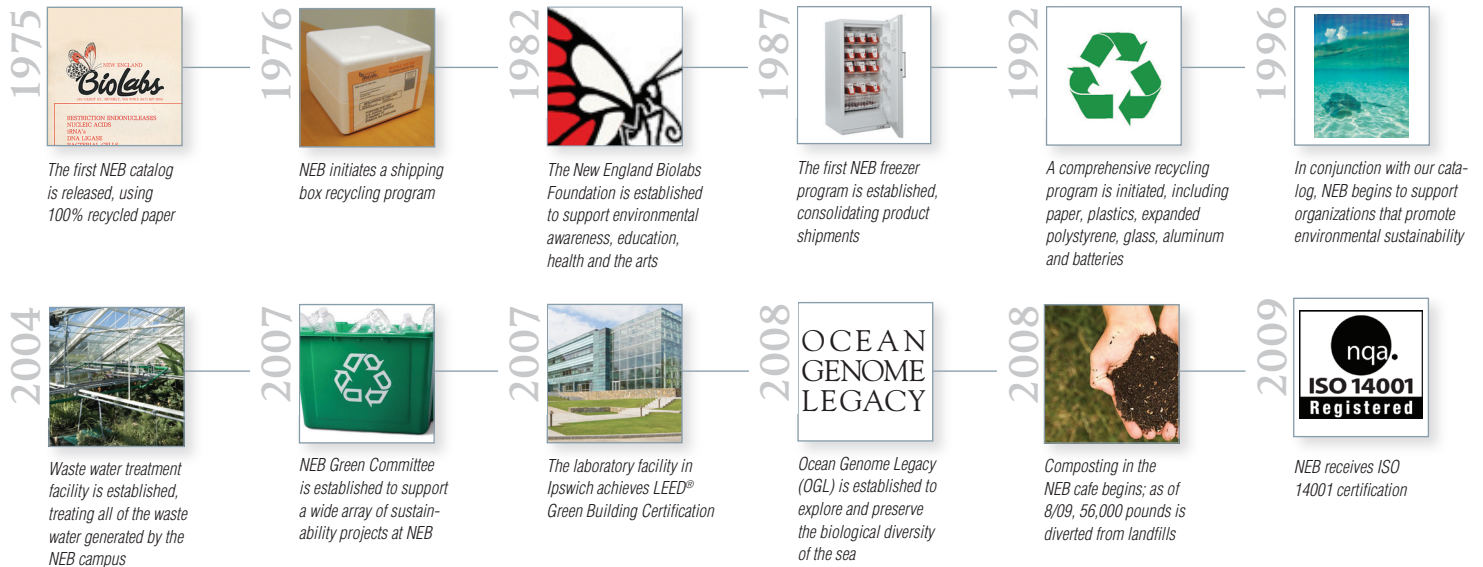 1975
NEW ENGLAND
BioLabs
RESTRICTION ENDONUCLEASES
NUCLEIC ACIDS
tRNA's
DNA LIGASE
BACTERIAL CELLS
The first NEB catalog
is released, using
100% recycled paper
1976
NEB initiates a shipping
box recycling program
1982
The New England Biolabs
Foundation is established
to support environmental
awareness, education,
health and the arts
1987
The first NEB freezer
program is established,
consolidating product
shipments
1992
A comprehensive recycling
program is initiated, including
paper, plastics, expanded
polystyrene, glass, aluminum
and batteries
1996
In conjunction with our cata-
log, NEB begins to support
organizations that promote
environmental sustainability
2004
Waste water treatment
facility is established,
treating all of the waste
water generated by the
NEB campus
2007
NEB Green Committee
is established to support
a wide array of sustain-
ability projects at NEB
2007
The laboratory facility in
Ipswich achieves LEED®
Green Building Certification
2008
OCEAN
GENOME
LEGACY
Ocean Genome Legacy
(OGL) is established to
explore and preserve
the biological diversity
of the sea
2008
Composting in the
NEB cafe begins; as of
8/09, 56,000 pounds is
diverted from landfills
2009
nqa.
ISO 14001
Registered
NEB receives ISO
14001 certification